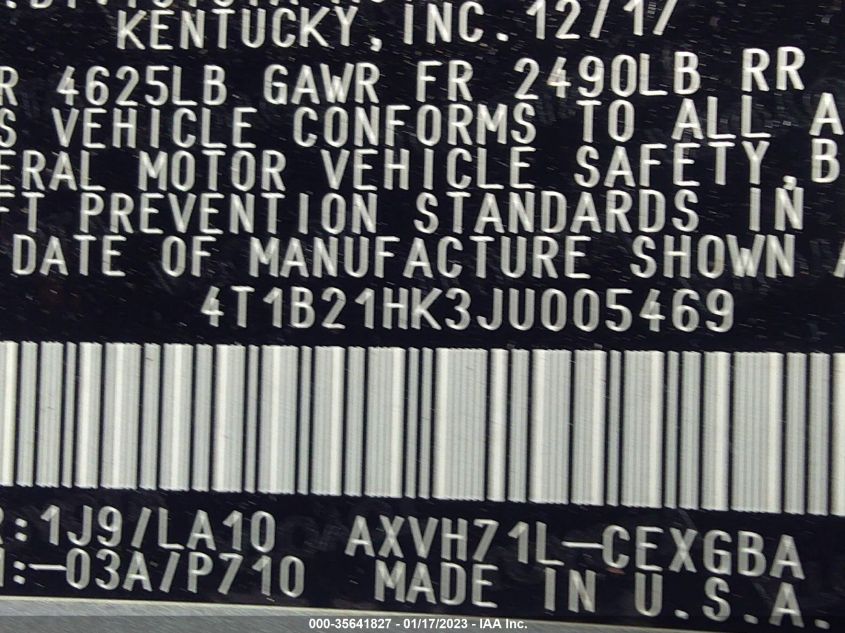 KENTUCKY, INC. 12/17
R 4625LB GAWR FR 2490LB RR
S VEHICLE CONFORMS TO ALL A
ERAL MOTOR VEHICLE SAFETY, B
FT PREVENTION STANDARDS IN
DATE OF MANUFACTURE SHOWN A
4T1B21HK3JU005469
R:1J9/LA10 AXVH71L-CEXGBA
:-03A/P710 MADE IN U.S.A.
000-35641827 - 01/17/2023 - IAA Inc.